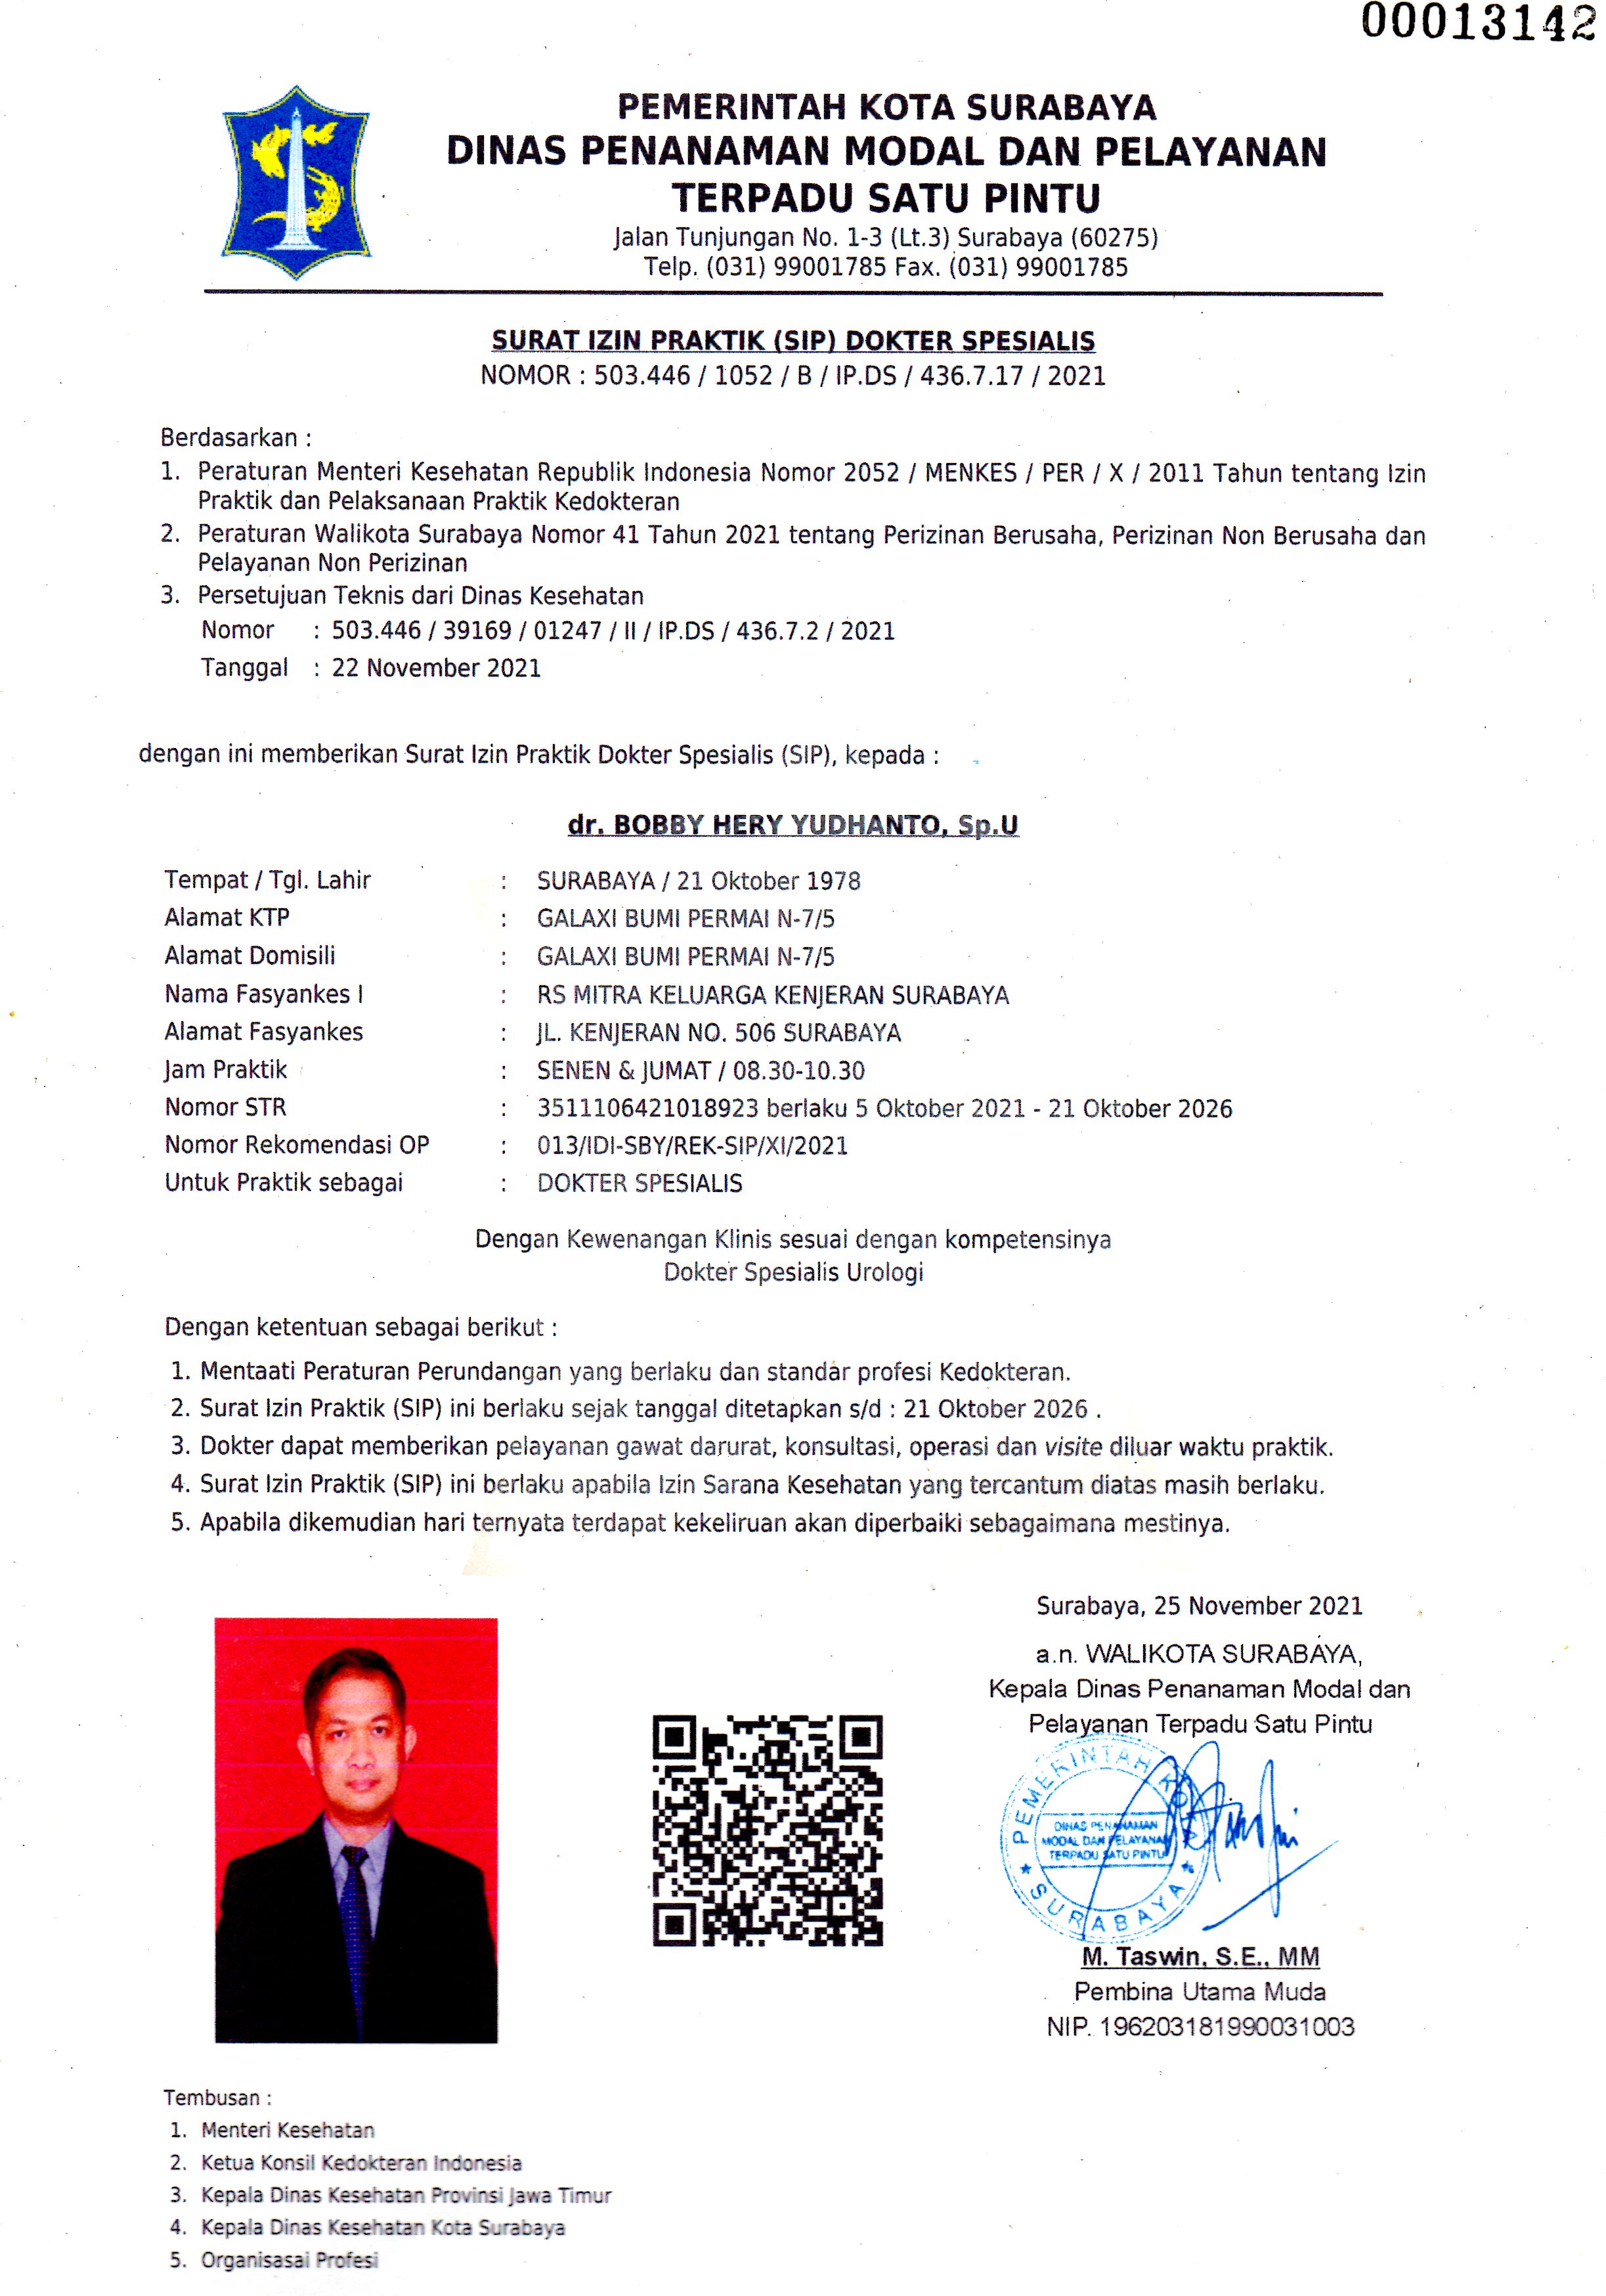 00013142
PEMERINTAH KOTA SURABAYA
DINAS PENANAMAN MODAL DAN PELAYANAN
TERPADU SATU PINTU
Jalan Tunjungan No. 1-3 (Lt.3) Surabaya (60275)
Telp. (031) 99001785 Fax. (031) 99001785
SURAT IZIN PRAKTIK (SIP) DOKTER SPESIALIS
NOMOR : 503.446 / 1052 / B / IP.DS / 436.7.17 / 2021
Berdasarkan :
1. Peraturan Menteri Kesehatan Republik Indonesia Nomor 2052 / MENKES / PER / X / 2011 Tahun tentang Izin
Praktik dan Pelaksanaan Praktik Kedokteran
2. Peraturan Walikota Surabaya Nomor 41 Tahun 2021 tentang Perizinan Berusaha, Perizinan Non Berusaha dan
Pelayanan Non Perizinan
3. Persetujuan Teknis dari Dinas Kesehatan
Nomor : 503.446 / 39169 / 01247 / II / IP.DS / 436.7.2 / 2021
Tanggal : 22 November 2021
dengan ini memberikan Surat Izin Praktik Dokter Spesialis (SIP), kepada :
dr. BOBBY HERY YUDHANTO, Sp.U
Tempat / Tgl. Lahir : SURABAYA / 21 Oktober 1978
Alamat KTP : GALAXI BUMI PERMAI N-7/5
Alamat Domisili : GALAXI BUMI PERMAI N-7/5
Nama Fasyankes I : RS MITRA KELUARGA KENJERAN SURABAYA
Alamat Fasyankes : JL. KENJERAN NO. 506 SURABAYA
Jam Praktik : SENEN & JUMAT / 08.30-10.30
Nomor STR : 3511106421018923 berlaku 5 Oktober 2021 - 21 Oktober 2026
Nomor Rekomendasi OP : 013/IDI-SBY/REK-SIP/XI/2021
Untuk Praktik sebagai : DOKTER SPESIALIS
Dengan Kewenangan Klinis sesuai dengan kompetensinya
Dokter Spesialis Urologi
Dengan ketentuan sebagai berikut :
1. Mentaati Peraturan Perundangan yang berlaku dan standar profesi Kedokteran.
2. Surat Izin Praktik (SIP) ini berlaku sejak tanggal ditetapkan s/d : 21 Oktober 2026 .
3. Dokter dapat memberikan pelayanan gawat darurat, konsultasi, operasi dan visite diluar waktu praktik.
4. Surat Izin Praktik (SIP) ini berlaku apabila Izin Sarana Kesehatan yang tercantum diatas masih berlaku.
5. Apabila dikemudian hari ternyata terdapat kekeliruan akan diperbaiki sebagaimana mestinya.
Surabaya, 25 November 2021
a.n. WALIKOTA SURABAYA,
Kepala Dinas Penanaman Modal dan
Pelayanan Terpadu Satu Pintu
PEMERINTAH KOTA
DINAS PENANAMAN
MODAL DAN PELAYANAN
TERPADU SATU PINTU
SURABAYA
M. Taswin, S.E., MM
Pembina Utama Muda
NIP. 196203181990031003
Tembusan :
1. Menteri Kesehatan
2. Ketua Konsil Kedokteran Indonesia
3. Kepala Dinas Kesehatan Provinsi Jawa Timur
4. Kepala Dinas Kesehatan Kota Surabaya
5. Organisasai Profesi